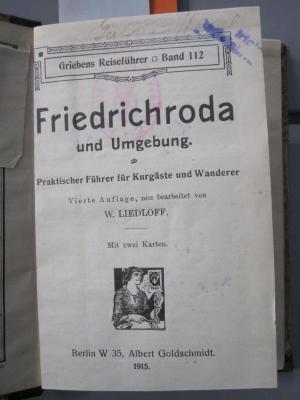 Griebens Reiseführer □ Band 112
Friedrichroda
und Umgebung.
Praktischer Führer für Kurgäste und Wanderer
Vierte Auflage, neu bearbeitet von
W. LIEDLOFF.
Mit zwei Karten.
Berlin W 35, Albert Goldschmidt.
1915.